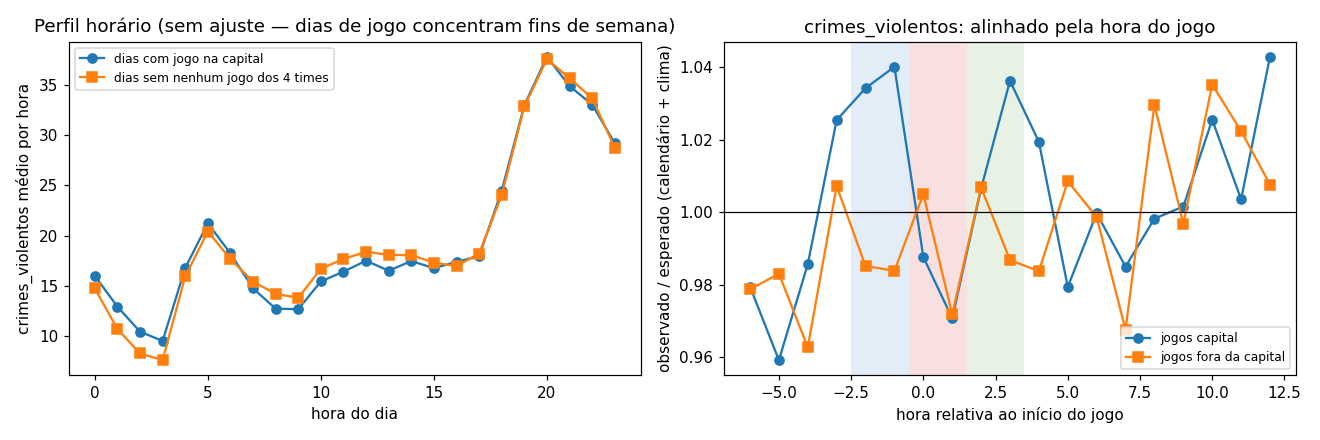 Perfil horário (sem ajuste — dias de jogo concentram fins de semana)
dias com jogo na capital
dias sem nenhum jogo dos 4 times
crimes_violentos médio por hora
35
30
25
20
15
10
0
5
10
15
20
hora do dia
crimes_violentos: alinhado pela hora do jogo
observado / esperado (calendário + clima)
1.04
1.02
1.00
0.98
0.96
jogos capital
jogos fora da capital
−5.0
−2.5
0.0
2.5
5.0
7.5
10.0
12.5
hora relativa ao início do jogo